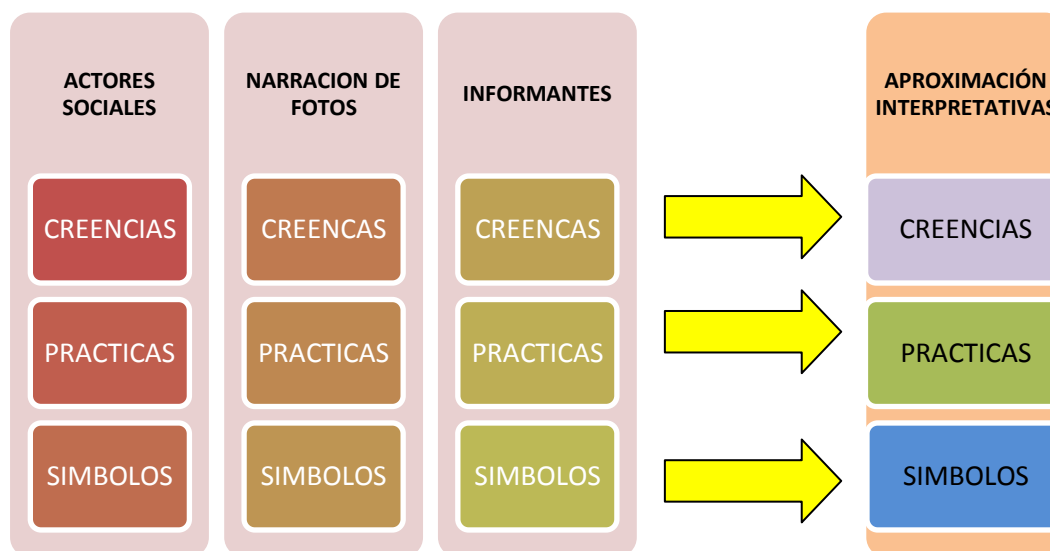 ACTORES
SOCIALES
NARRACION DE
FOTOS
INFORMANTES
APROXIMACIÓN
INTERPRETATIVAS
CREENCIAS
CREENCAS
CREENCAS
CREENCIAS
PRACTICAS
PRACTICAS
PRACTICAS
PRACTICAS
SIMBOLOS
SIMBOLOS
SIMBOLOS
SIMBOLOS